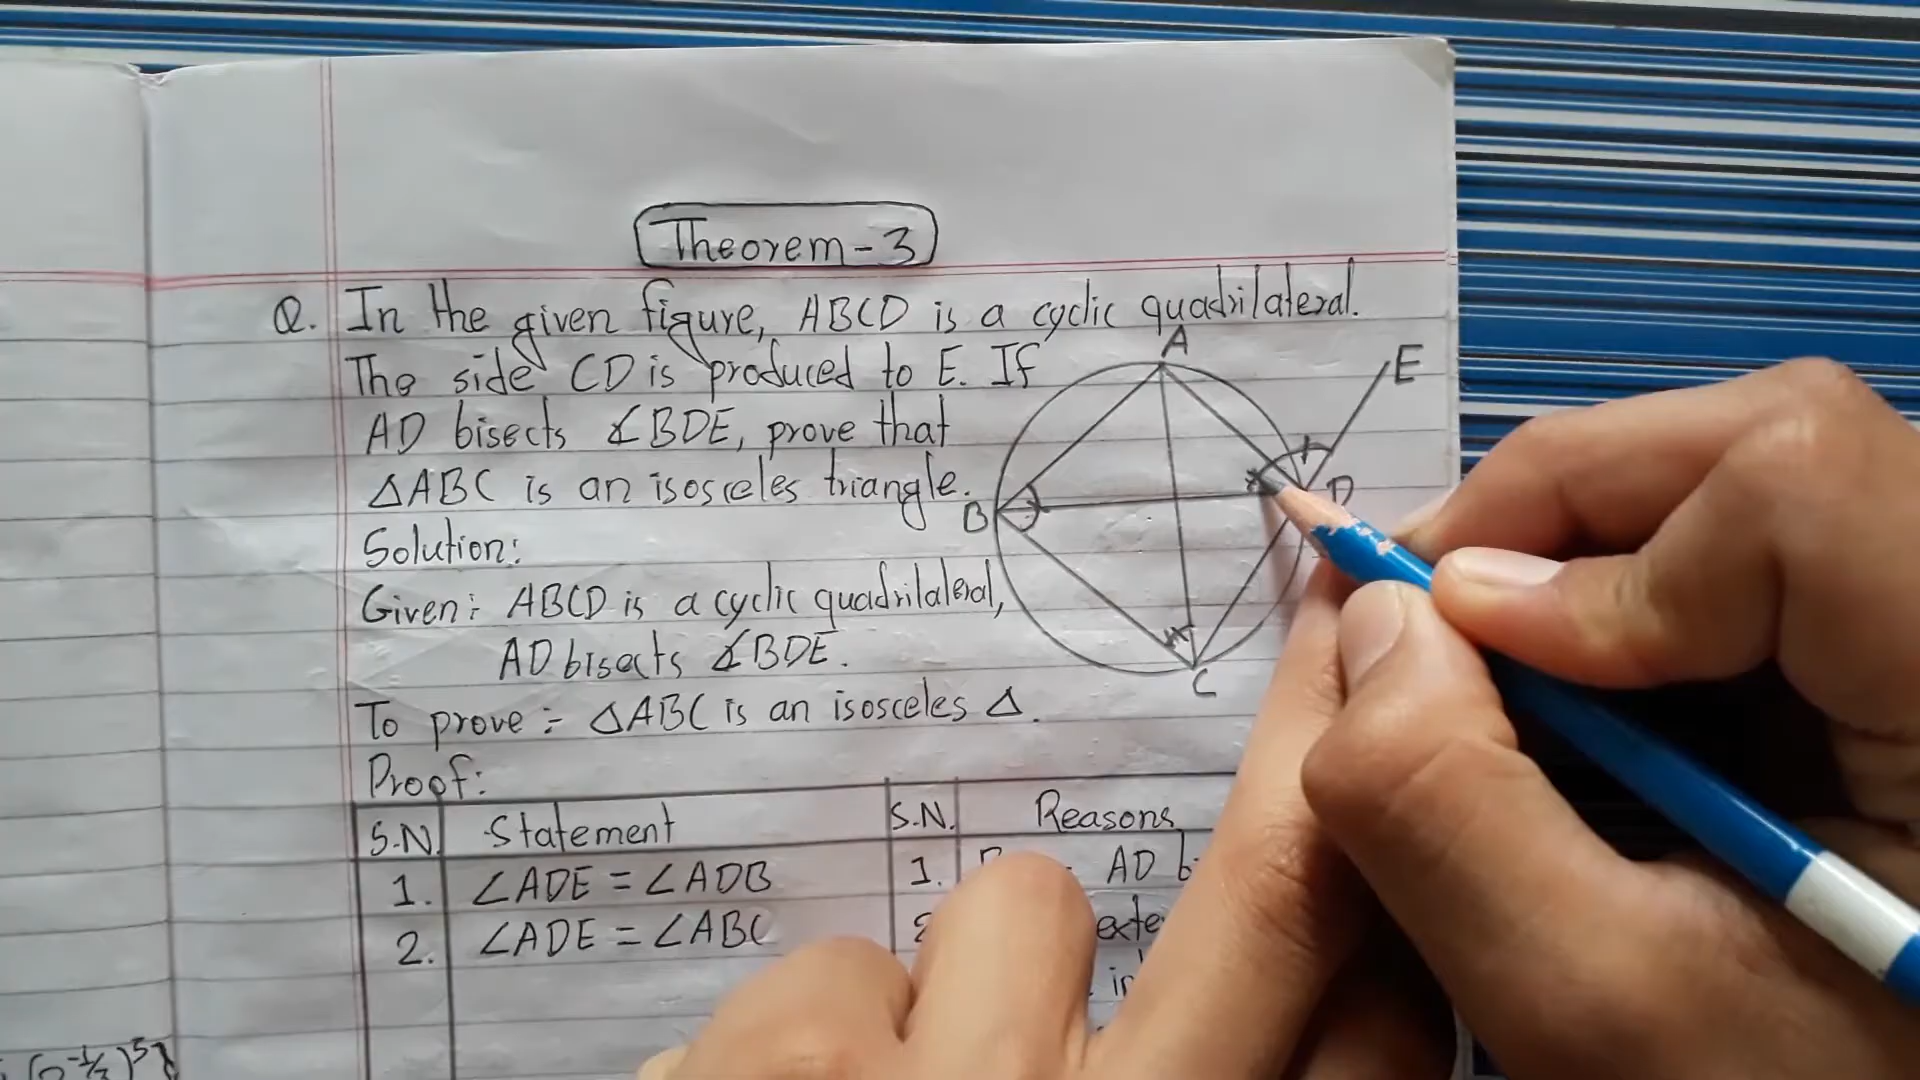 Theorem-3
Q. In the given figure, ABCD is a cyclic quadrilateral.
The side CD is produced to E. If
AD bisects ∡BDE, prove that
△ABC is an isosceles triangle.
Solution:
Given: ABCD is a cyclic quadrilateral,
AD bisects ∡BDE.
To prove :- △ABC is an isosceles △.
Proof:
S.N. Statement S.N. Reasons
1. ∠ADE = ∠ADB 1. AD
2. ∠ADE = ∠ABC
A
E
B
D
C